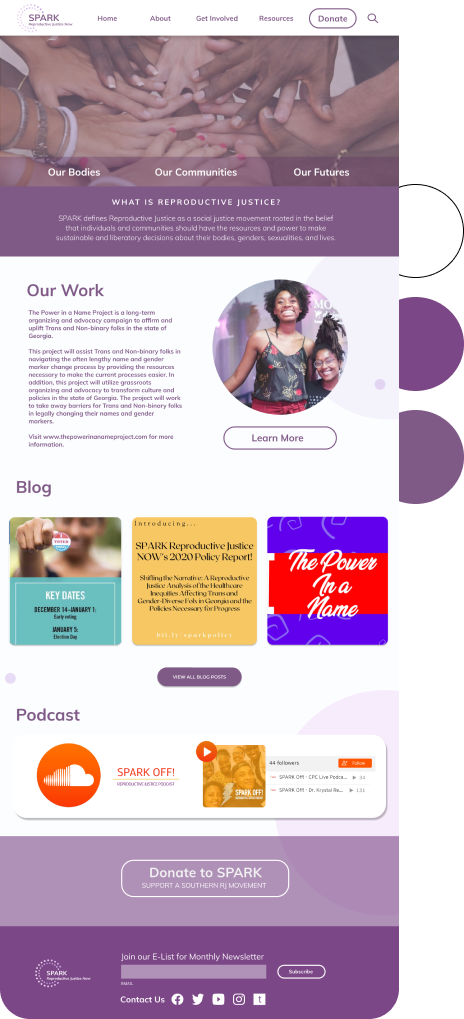 SPARK
Reproductive Justice Now
Home
About
Get Involved
Resources
Donate
Our Bodies
Our Communities
Our Futures
WHAT IS REPRODUCTIVE JUSTICE?
SPARK defines Reproductive Justice as a social justice movement rooted in the belief
that individuals and communities should have the resources and power to make
sustainable and liberatory decisions about their bodies, genders, sexualities, and lives.
Our Work
The Power in a Name Project is a long-term
organizing and advocacy campaign to affirm and
uplift Trans and Non-binary folks in the state of
Georgia.
This project will assist Trans and Non-binary folks in
navigating the often lengthy name and gender
marker change process by providing the resources
necessary to make the current processes easier. In
addition, this project will utilize grassroots
organizing and advocacy to transform culture and
policies in the state of Georgia. The project will work
to take away barriers for Trans and Non-binary folks
in legally changing their names and gender
markers.
Visit www.thepowerinanameproject.com for more
information.
Learn More
Blog
KEY DATES
DECEMBER 14-JANUARY 1:
Early voting
JANUARY 5:
Election Day
Introducing...
SPARK Reproductive Justice
NOW's 2020 Policy Report!
Shifting the Narrative: A Reproductive
Justice Analysis of the Healthcare
Inequities Affecting Trans and
Gender-Diverse Folx in Georgia and the
Policies Necessary for Progress
bit.ly/sparkpolicy
The Power
In a
Name
VIEW ALL BLOG POSTS
Podcast
SPARK OFF!
REPRODUCTIVE JUSTICE PODCAST
SPARK OFF!
44 followers
Follow
SPARK OFF! - CPC Live Podca...
SPARK OFF! - Dr. Krystal Re...
131
Donate to SPARK
SUPPORT A SOUTHERN RJ MOVEMENT
SPARK
Reproductive Justice Now
Join our E-List for Monthly Newsletter
EMAIL
Subscribe
Contact Us